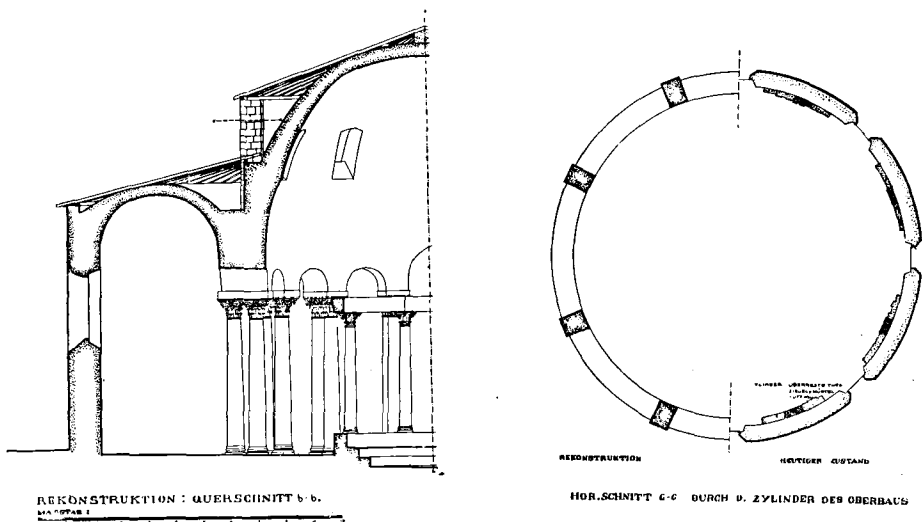 REKONSTRUKTION : QUERSCHNITT b-b.
REKONSTRUKTION
HEUTIGER ZUSTAND
HOR.SCHNITT G-G DURCH D. ZYLINDER DES OBERBAUS